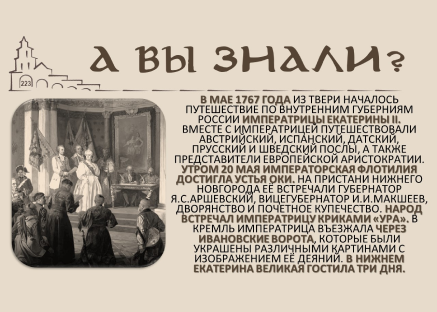 А ВЫ ЗНАЛИ?
223
В МАЕ 1767 ГОДА ИЗ ТВЕРИ НАЧАЛОСЬ
ПУТЕШЕСТВИЕ ПО ВНУТРЕННИМ ГУБЕРНИЯМ
РОССИИ ИМПЕРАТРИЦЫ ЕКАТЕРИНЫ II.
ВМЕСТЕ С ИМПЕРАТРИЦЕЙ ПУТЕШЕСТВОВАЛИ
АВСТРИЙСКИЙ, ИСПАНСКИЙ, ДАТСКИЙ,
ПРУССКИЙ И ШВЕДСКИЙ ПОСЛЫ, А ТАКЖЕ
ПРЕДСТАВИТЕЛИ ЕВРОПЕЙСКОЙ АРИСТОКРАТИИ.
УТРОМ 20 МАЯ ИМПЕРАТОРСКАЯ ФЛОТИЛИЯ
ДОСТИГЛА УСТЬЯ ОКИ. НА ПРИСТАНИ НИЖНЕГО
НОВГОРОДА ЕЁ ВСТРЕЧАЛИ ГУБЕРНАТОР
Я.С.АРШЕВСКИЙ, ВИЦЕГУБЕРНАТОР И.И.МАКШЕЕВ,
ДВОРЯНСТВО И ПОЧЁТНОЕ КУПЕЧЕСТВО. НАРОД
ВСТРЕЧАЛ ИМПЕРАТРИЦУ КРИКАМИ «УРА». В
КРЕМЛЬ ИМПЕРАТРИЦА ВЪЕЗЖАЛА ЧЕРЕЗ
ИВАНОВСКИЕ ВОРОТА, КОТОРЫЕ БЫЛИ
УКРАШЕНЫ РАЗЛИЧНЫМИ КАРТИНАМИ С
ИЗОБРАЖЕНИЕМ ЕЁ ДЕЯНИЙ. В НИЖНЕМ
ЕКАТЕРИНА ВЕЛИКАЯ ГОСТИЛА ТРИ ДНЯ.